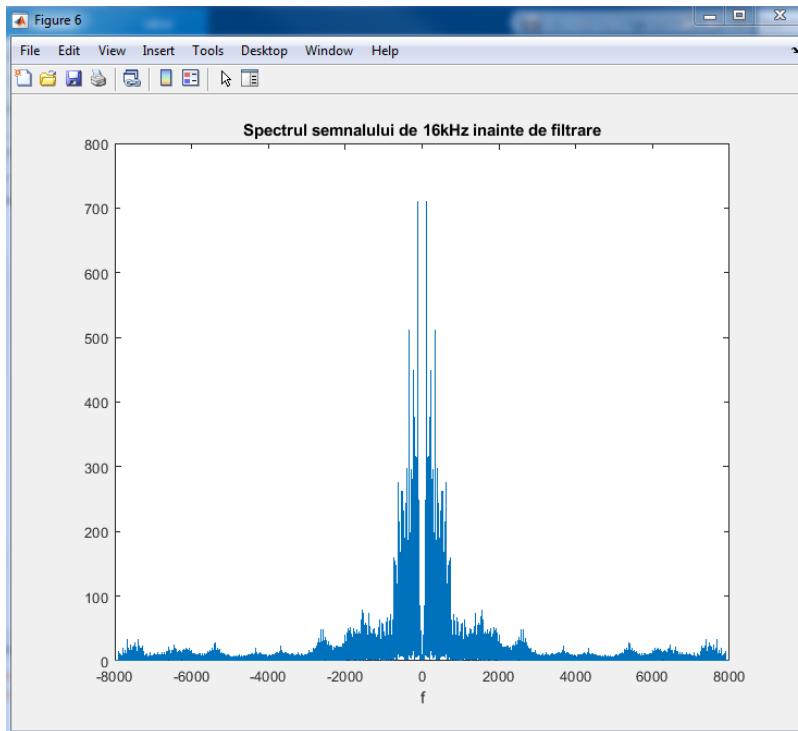 Figure 6
File Edit View Insert Tools Desktop Window Help
Spectrul semnalului de 16kHz inainte de filtrare
800
700
600
500
400
300
200
100
0
-8000 -6000 -4000 -2000 0 2000 4000 6000 8000
f